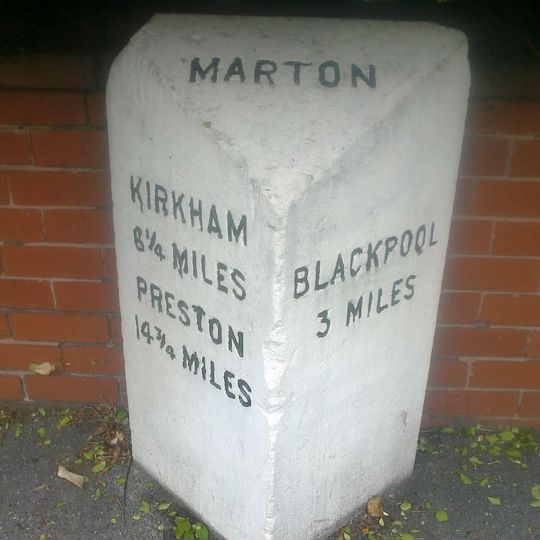 MARTON
KIRKHAM
6¼ MILES
PRESTON
14¾ MILES
BLACKPOOL
3 MILES